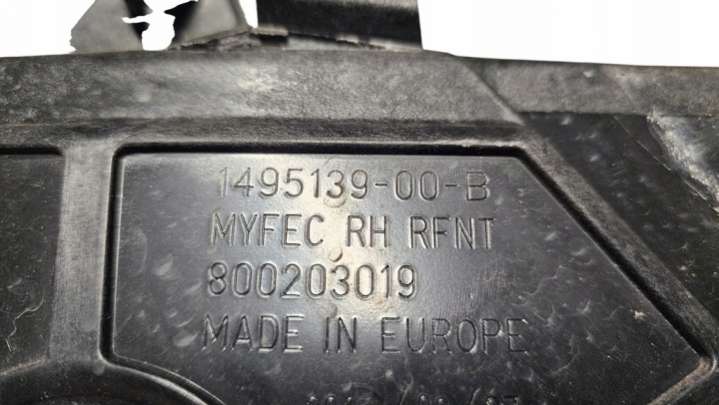 1495139-00-B
MYFEC RH RFNT
800203019
MADE IN EUROPE